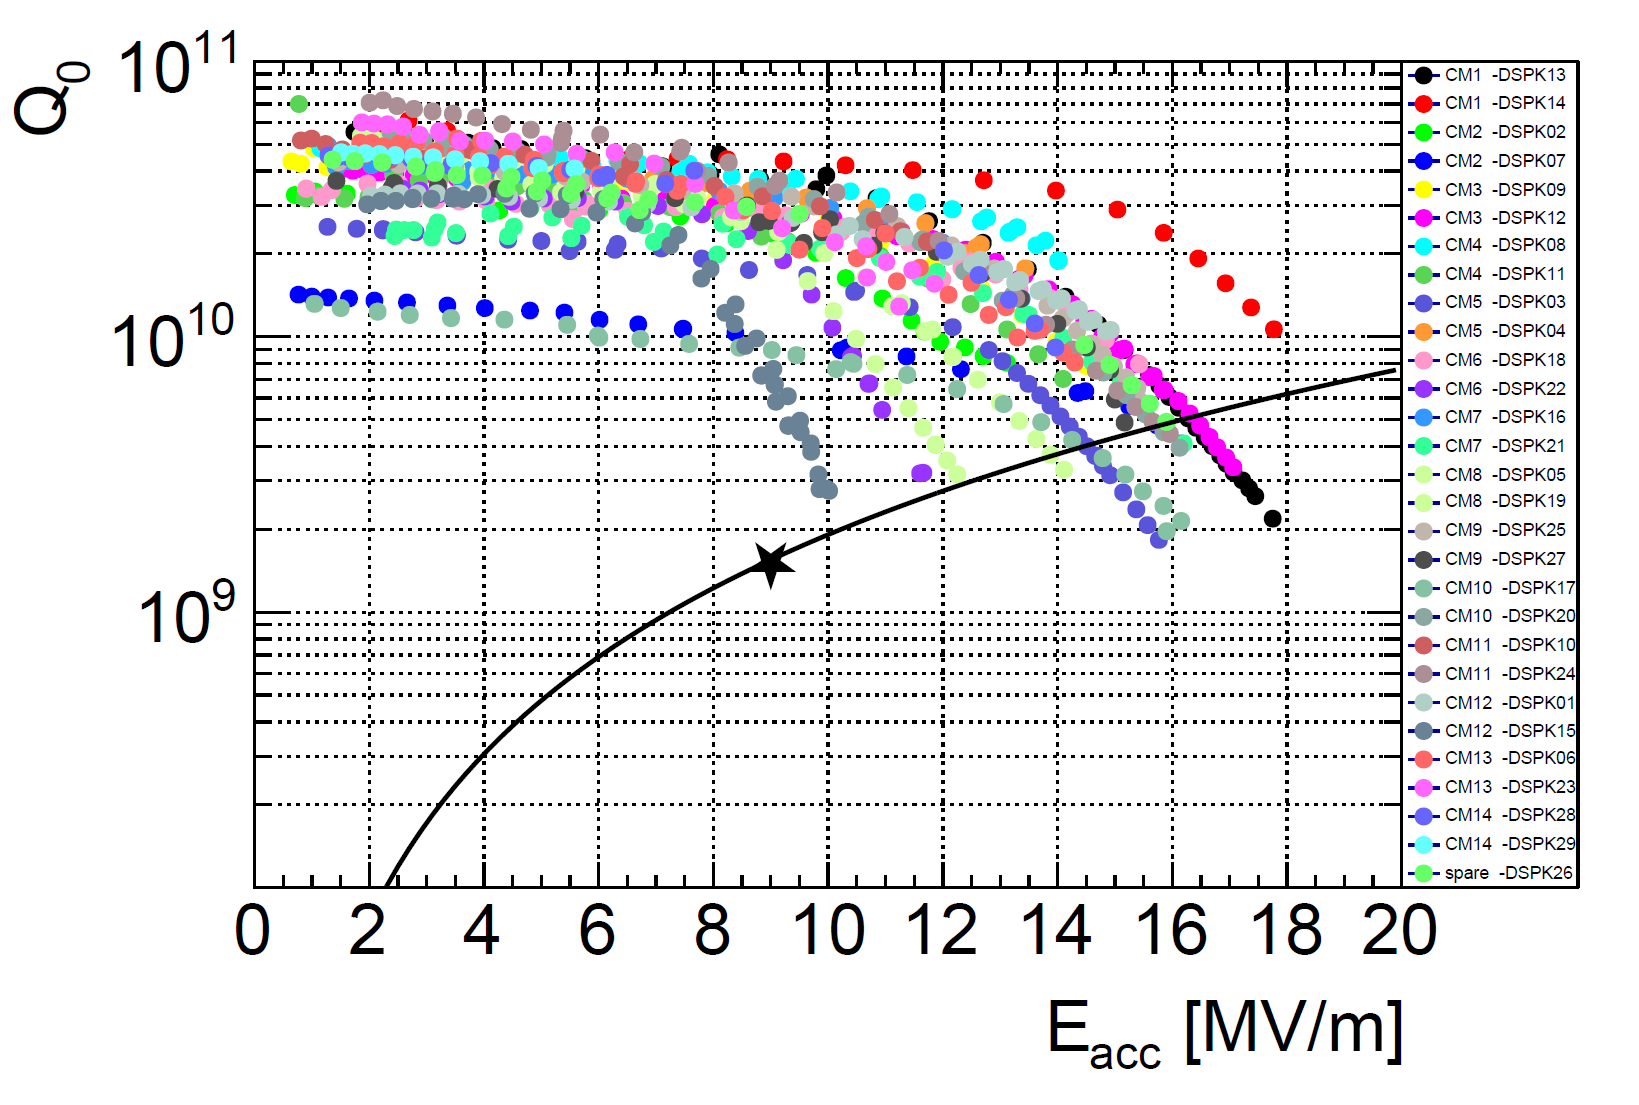 Q0
10^11
10^10
10^9
0 2 4 6 8 10 12 14 16 18 20
Eacc [MV/m]
CM1 -DSPK13
CM1 -DSPK14
CM2 -DSPK02
CM2 -DSPK07
CM3 -DSPK09
CM3 -DSPK12
CM4 -DSPK08
CM4 -DSPK11
CM5 -DSPK03
CM5 -DSPK04
CM6 -DSPK18
CM6 -DSPK22
CM7 -DSPK16
CM7 -DSPK21
CM8 -DSPK05
CM8 -DSPK19
CM9 -DSPK25
CM9 -DSPK27
CM10 -DSPK17
CM10 -DSPK20
CM11 -DSPK10
CM11 -DSPK24
CM12 -DSPK01
CM12 -DSPK15
CM13 -DSPK06
CM13 -DSPK23
CM14 -DSPK28
CM14 -DSPK29
spare -DSPK26